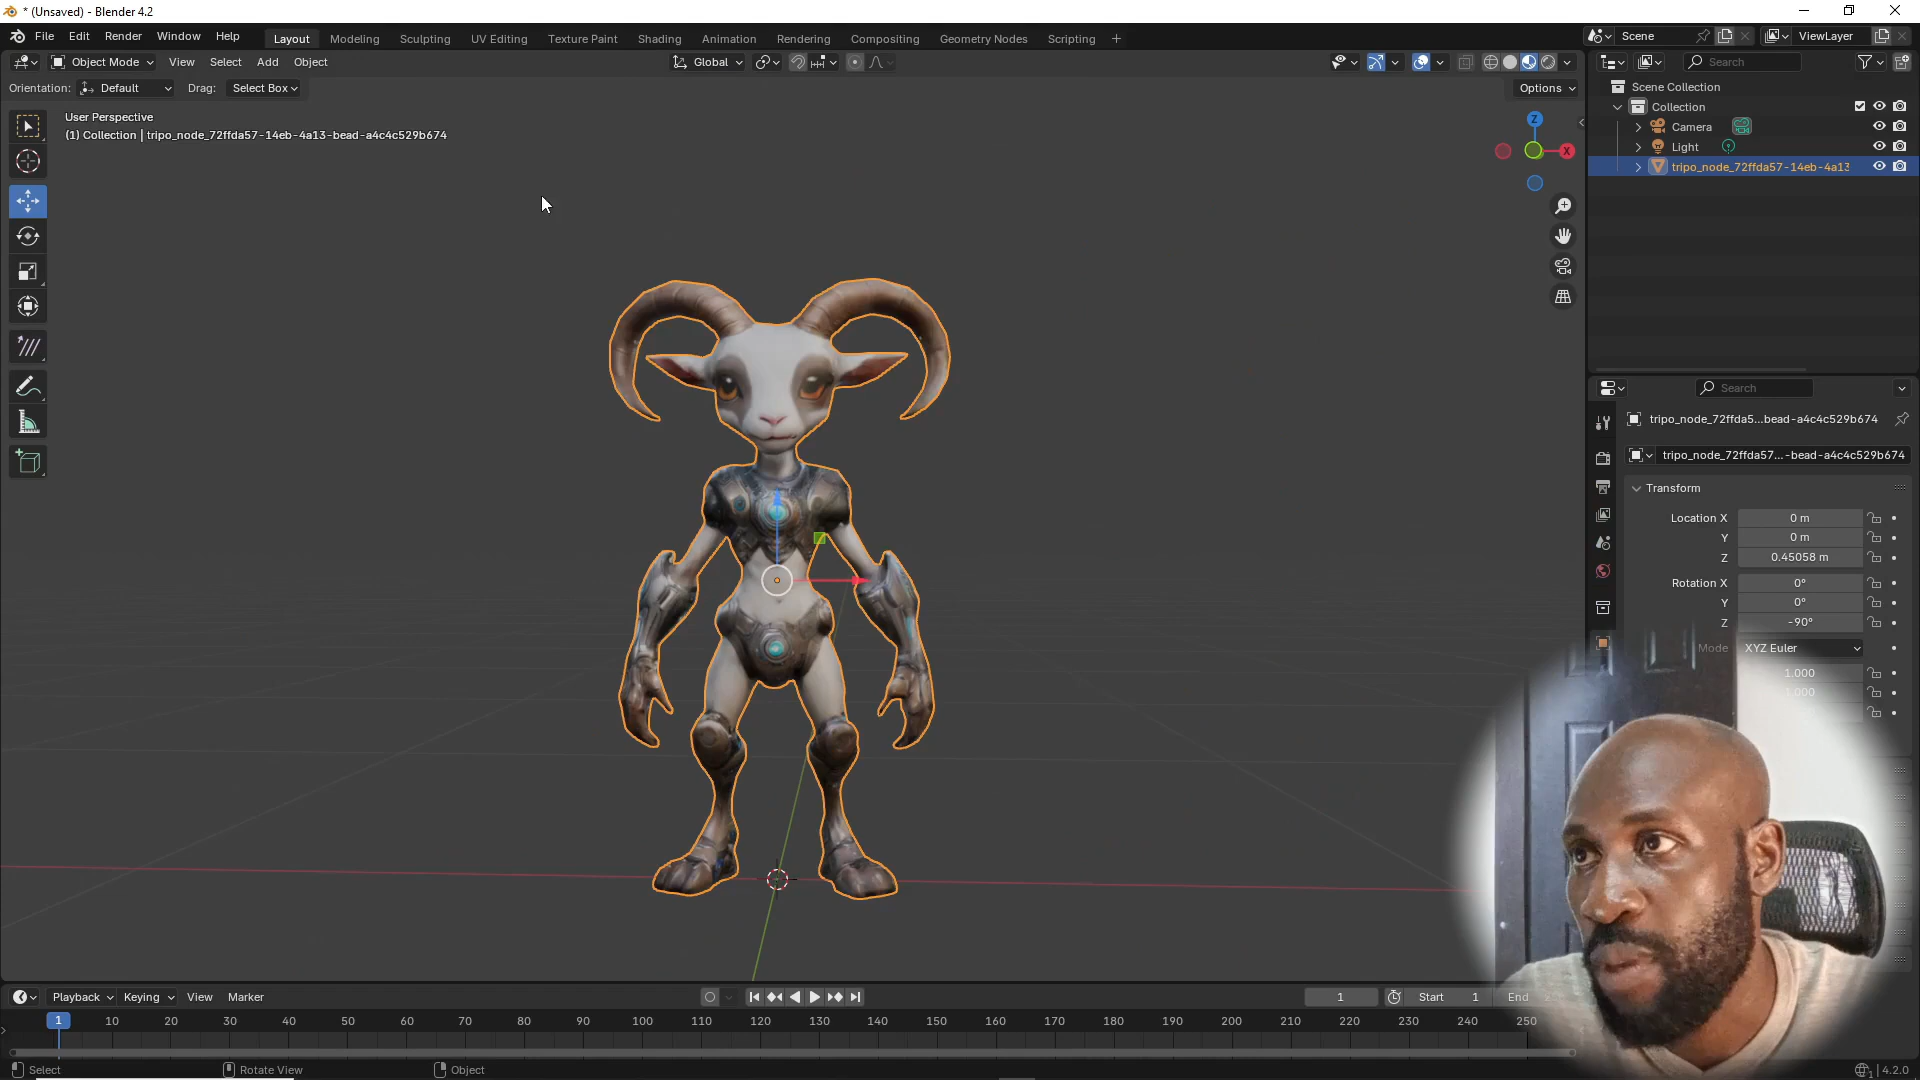 * (Unsaved) - Blender 4.2
File Edit Render Window Help
Layout Modeling Sculpting UV Editing Texture Paint Shading Animation Rendering Compositing Geometry Nodes Scripting +
Scene
ViewLayer
Object Mode View Select Add Object
Global
Search
Orientation: Default Drag: Select Box
Options
User Perspective
(1) Collection | tripo_node_72ffda57-14eb-4a13-bead-a4c4c529b674
Z
X
Scene Collection
Collection
Camera
Light
tripo_node_72ffda57-14eb-4a13
Search
tripo_node_72ffda5...bead-a4c4c529b674
tripo_node_72ffda57...-bead-a4c4c529b674
Transform
Location X 0 m
Y 0 m
Z 0.45058 m
Rotation X 0°
Y 0°
Z -90°
Mode XYZ Euler
1.000
1.000
Playback Keying View Marker
1
Start 1
End
1 10 20 30 40 50 60 70 80 90 100 110 120 130 140 150 160 170 180 190 200 210 220 230 240 250
Select Rotate View Object
4.2.0